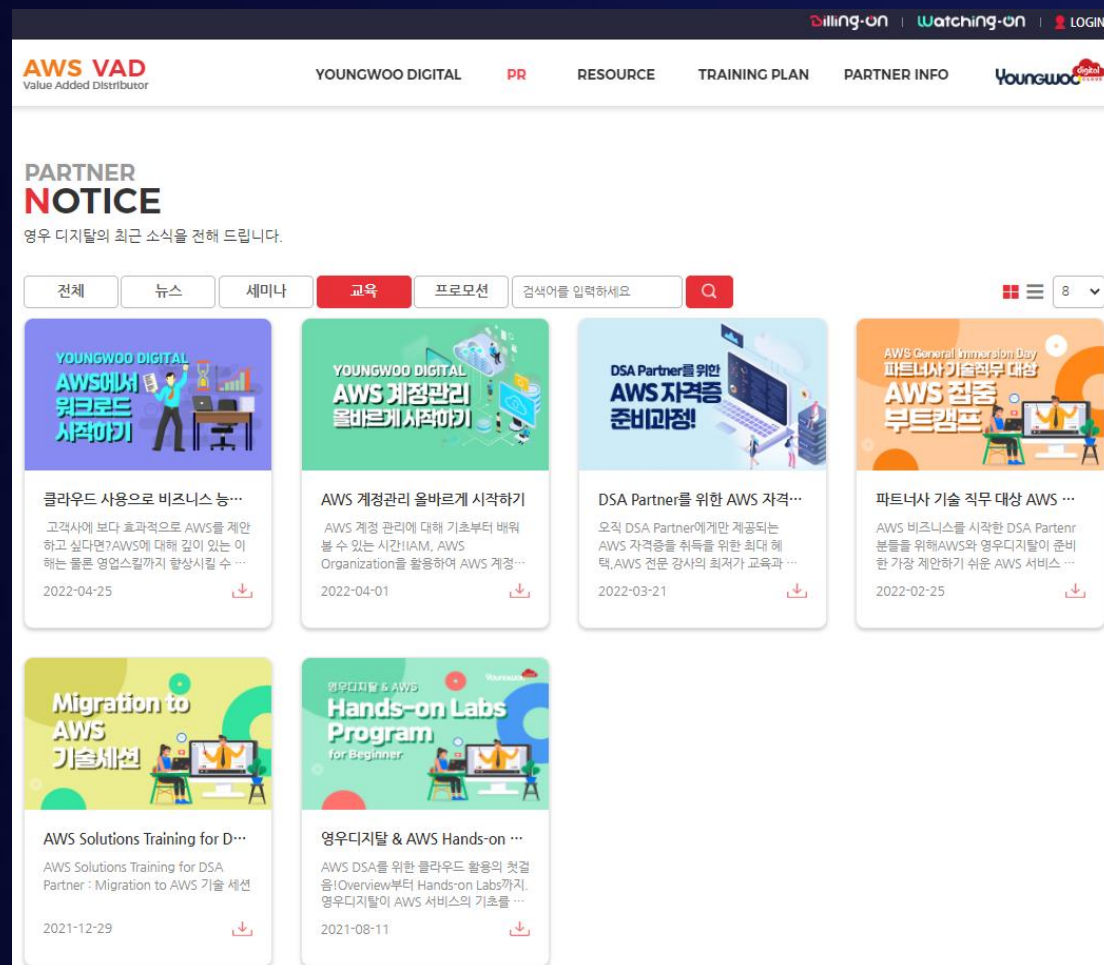 Billing-on | Watching-on | LOGIN
AWS VAD
Value Added Distributor
YOUNGWOO DIGITAL PR RESOURCE TRAINING PLAN PARTNER INFO
Youngwoo digital
PARTNER
NOTICE
영우 디지탈의 최근 소식을 전해 드립니다.
전체 뉴스 세미나 교육 프로모션 검색어를 입력하세요 8
YOUNGWOO DIGITAL
AWS에서
워크로드
시작하기
클라우드 사용으로 비즈니스 능…
고객사에 보다 효과적으로 AWS를 제안
하고 싶다면?AWS에 대해 깊이 있는 이
해는 물론 영업스킬까지 향상시킬 수 …
2022-04-25
YOUNGWOO DIGITAL
AWS 계정관리
올바르게 시작하기
AWS 계정관리 올바르게 시작하기
AWS 계정 관리에 대해 기초부터 배워
볼 수 있는 시간!IAM, AWS
Organization을 활용하여 AWS 계정…
2022-04-01
DSA Partner를 위한
AWS 자격증
준비과정!
DSA Partner를 위한 AWS 자격…
오직 DSA Partner에게만 제공되는
AWS 자격증을 취득을 위한 최대 혜
택,AWS 전문 강사의 최저가 교육과 …
2022-03-21
AWS General Immersion Day
파트너사 기술직무 대상
AWS 집중
부트캠프
파트너사 기술 직무 대상 AWS …
AWS 비즈니스를 시작한 DSA Partenr
분들을 위해AWS와 영우디지탈이 준비
한 가장 제안하기 쉬운 AWS 서비스 …
2022-02-25
Migration to
AWS
기술세션
AWS Solutions Training for D…
AWS Solutions Training for DSA
Partner : Migration to AWS 기술 세션
2021-12-29
영우디지탈 & AWS
Youngwoo
Hands-on Labs
Program
for Beginner
영우디지탈 & AWS Hands-on …
AWS DSA를 위한 클라우드 활용의 첫걸
음!Overview부터 Hands-on Labs까지.
영우디지탈이 AWS 서비스의 기초를 …
2021-08-11